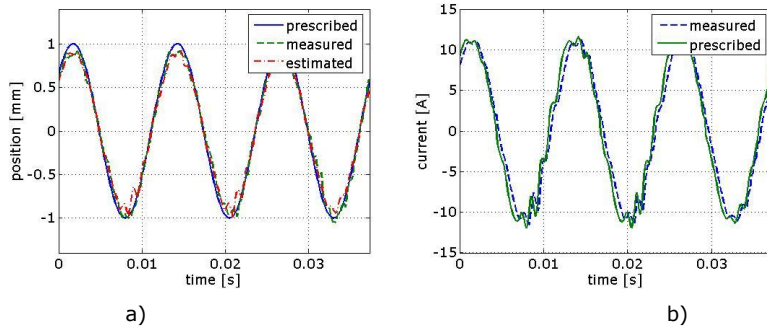 prescribed
measured
estimated
1
0.5
0
-0.5
-1
position [mm]
0
0.01
0.02
0.03
time [s]
a)
measured
prescribed
15
10
5
0
-5
-10
-15
current [A]
0
0.01
0.02
0.03
time [s]
b)